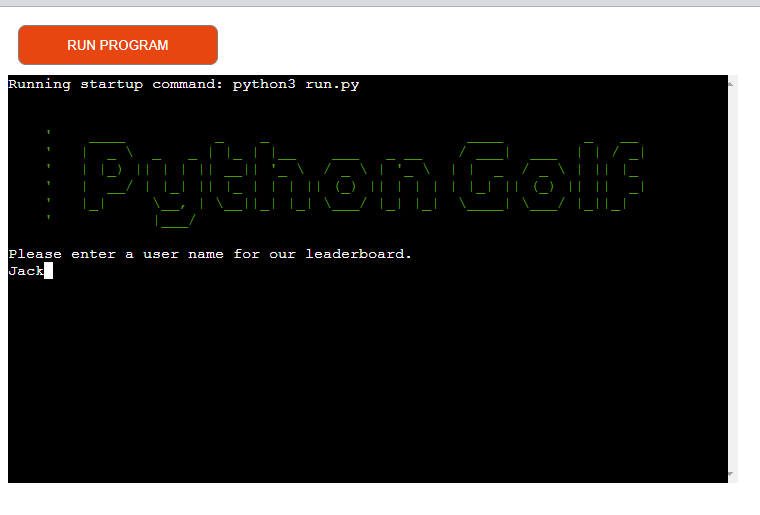 RUN PROGRAM
Running startup command: python3 run.py
Python Golf
Please enter a user name for our leaderboard.
Jack